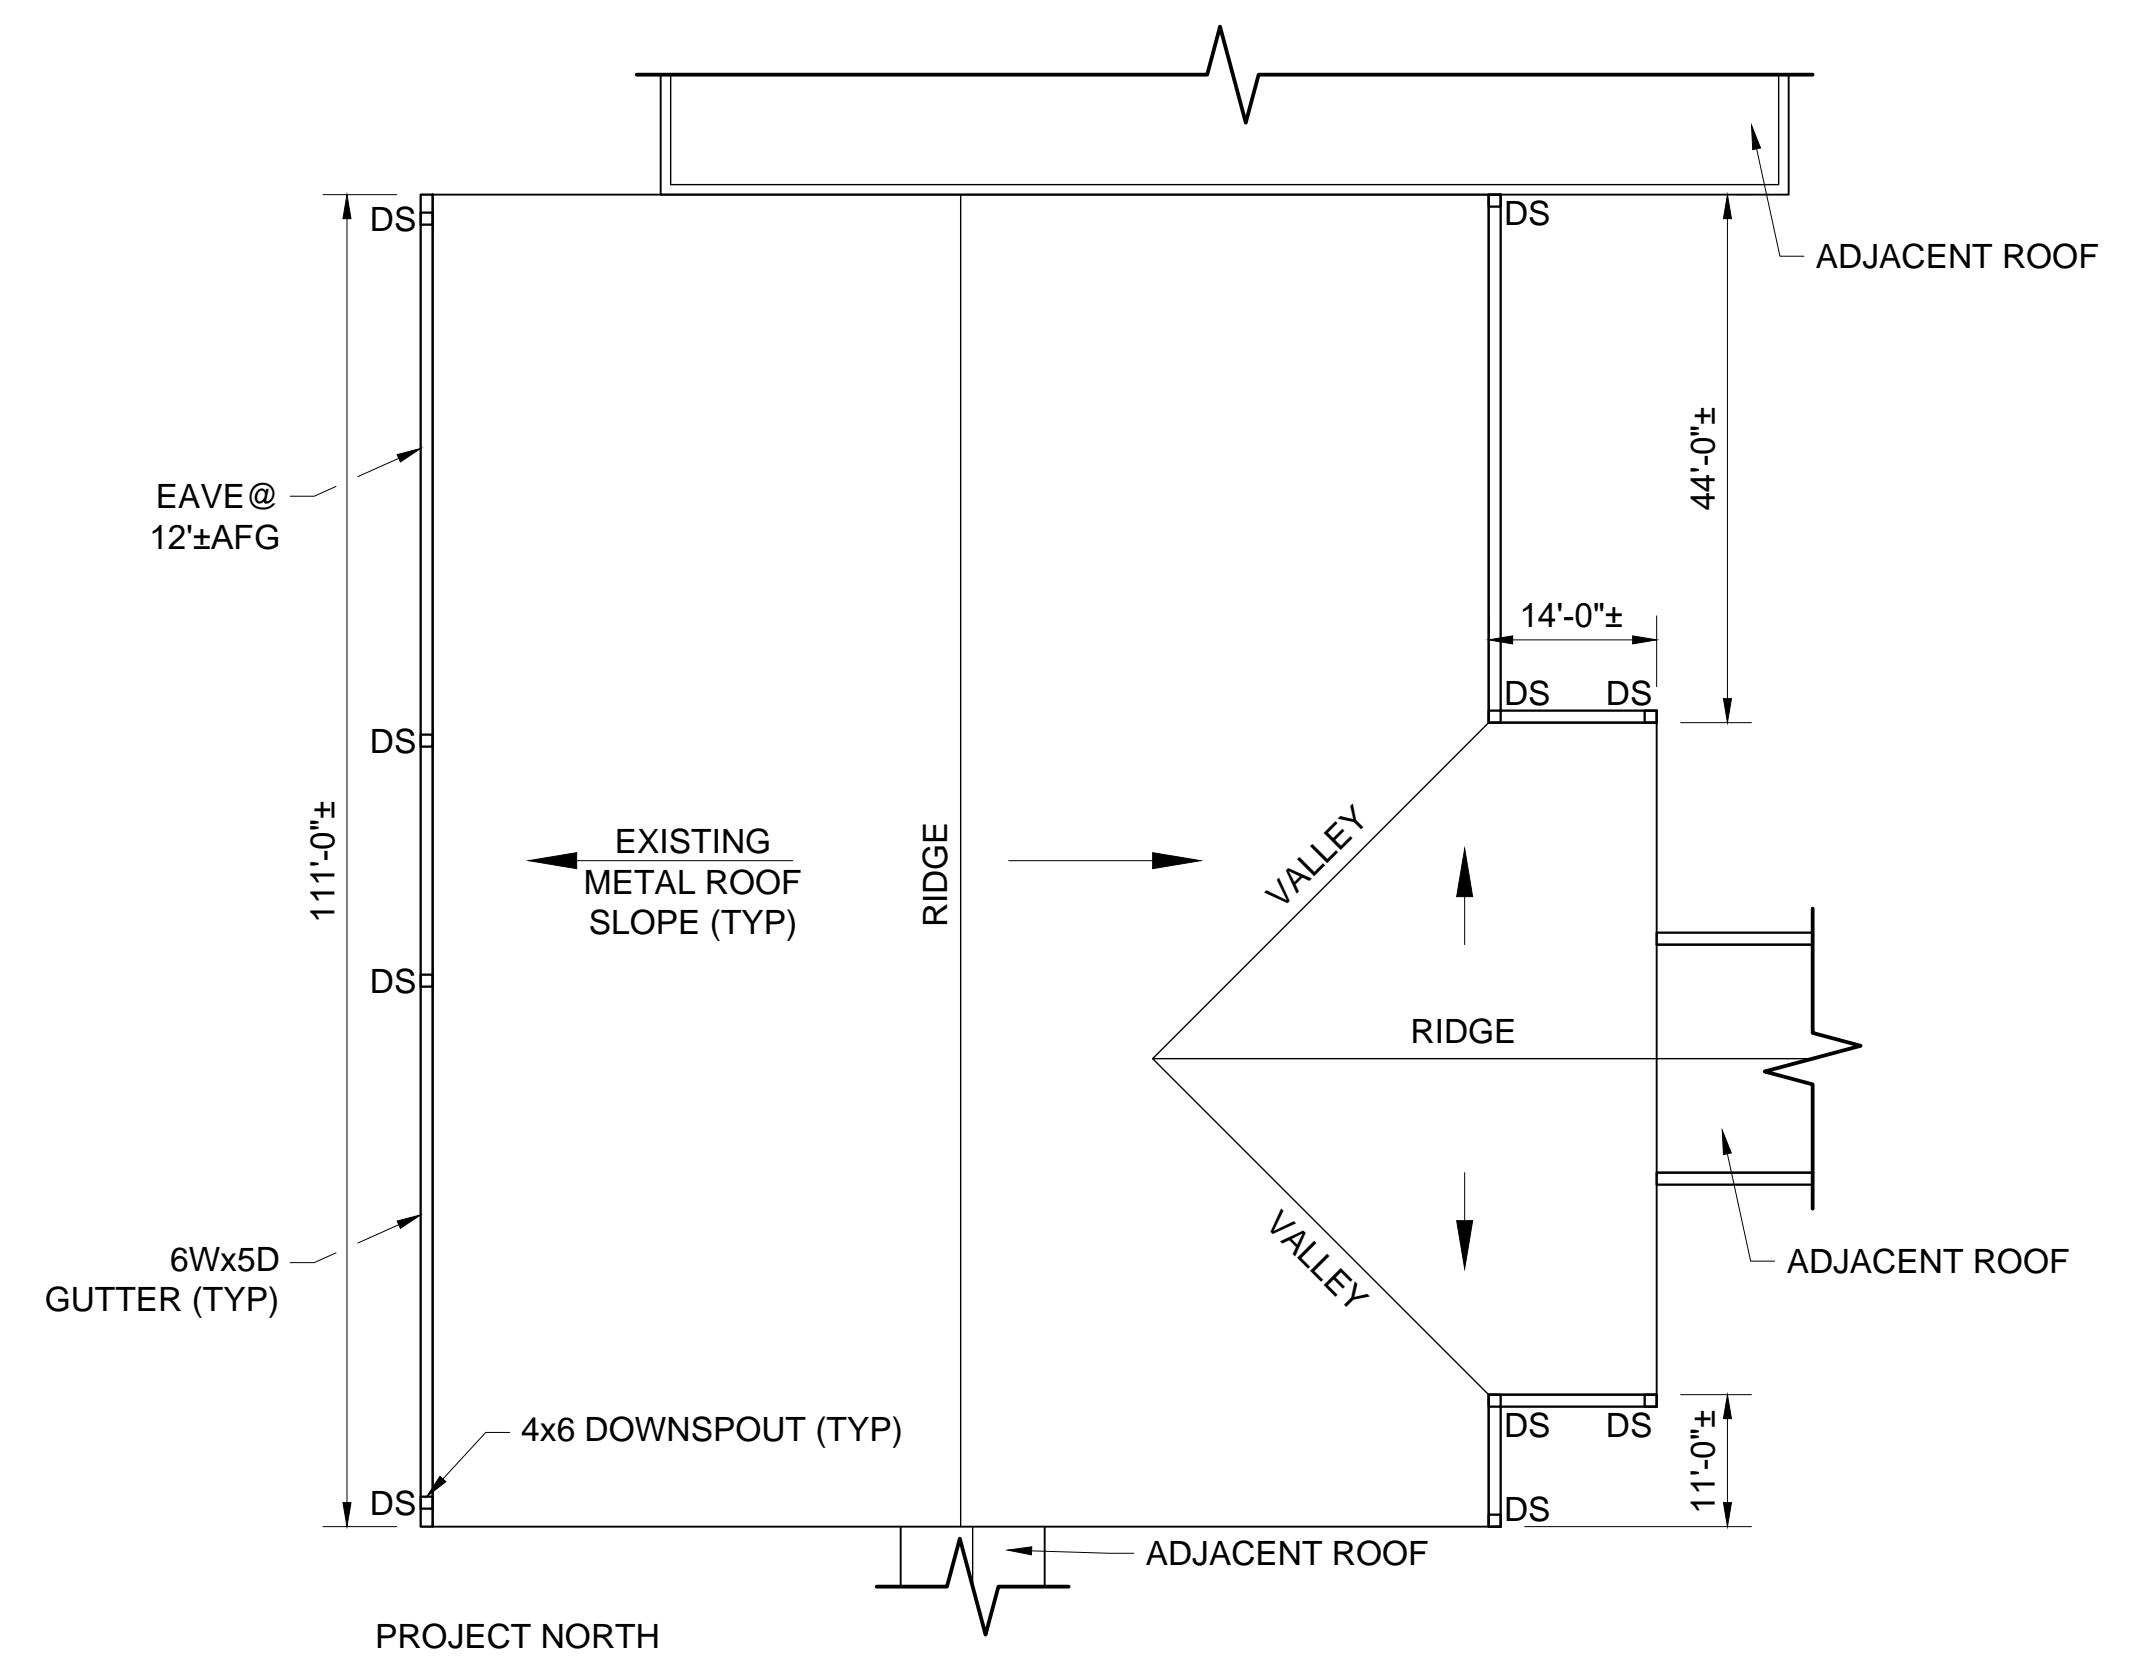 DS
DS
ADJACENT ROOF
44'-0"±
EAVE@
12'±AFG
14'-0"±
DS
DS
DS
111'-0"±
EXISTING
METAL ROOF
SLOPE (TYP)
RIDGE
VALLEY
DS
RIDGE
VALLEY
6Wx5D
GUTTER (TYP)
ADJACENT ROOF
4x6 DOWNSPOUT (TYP)
DS
DS
11'-0"±
DS
DS
ADJACENT ROOF
PROJECT NORTH